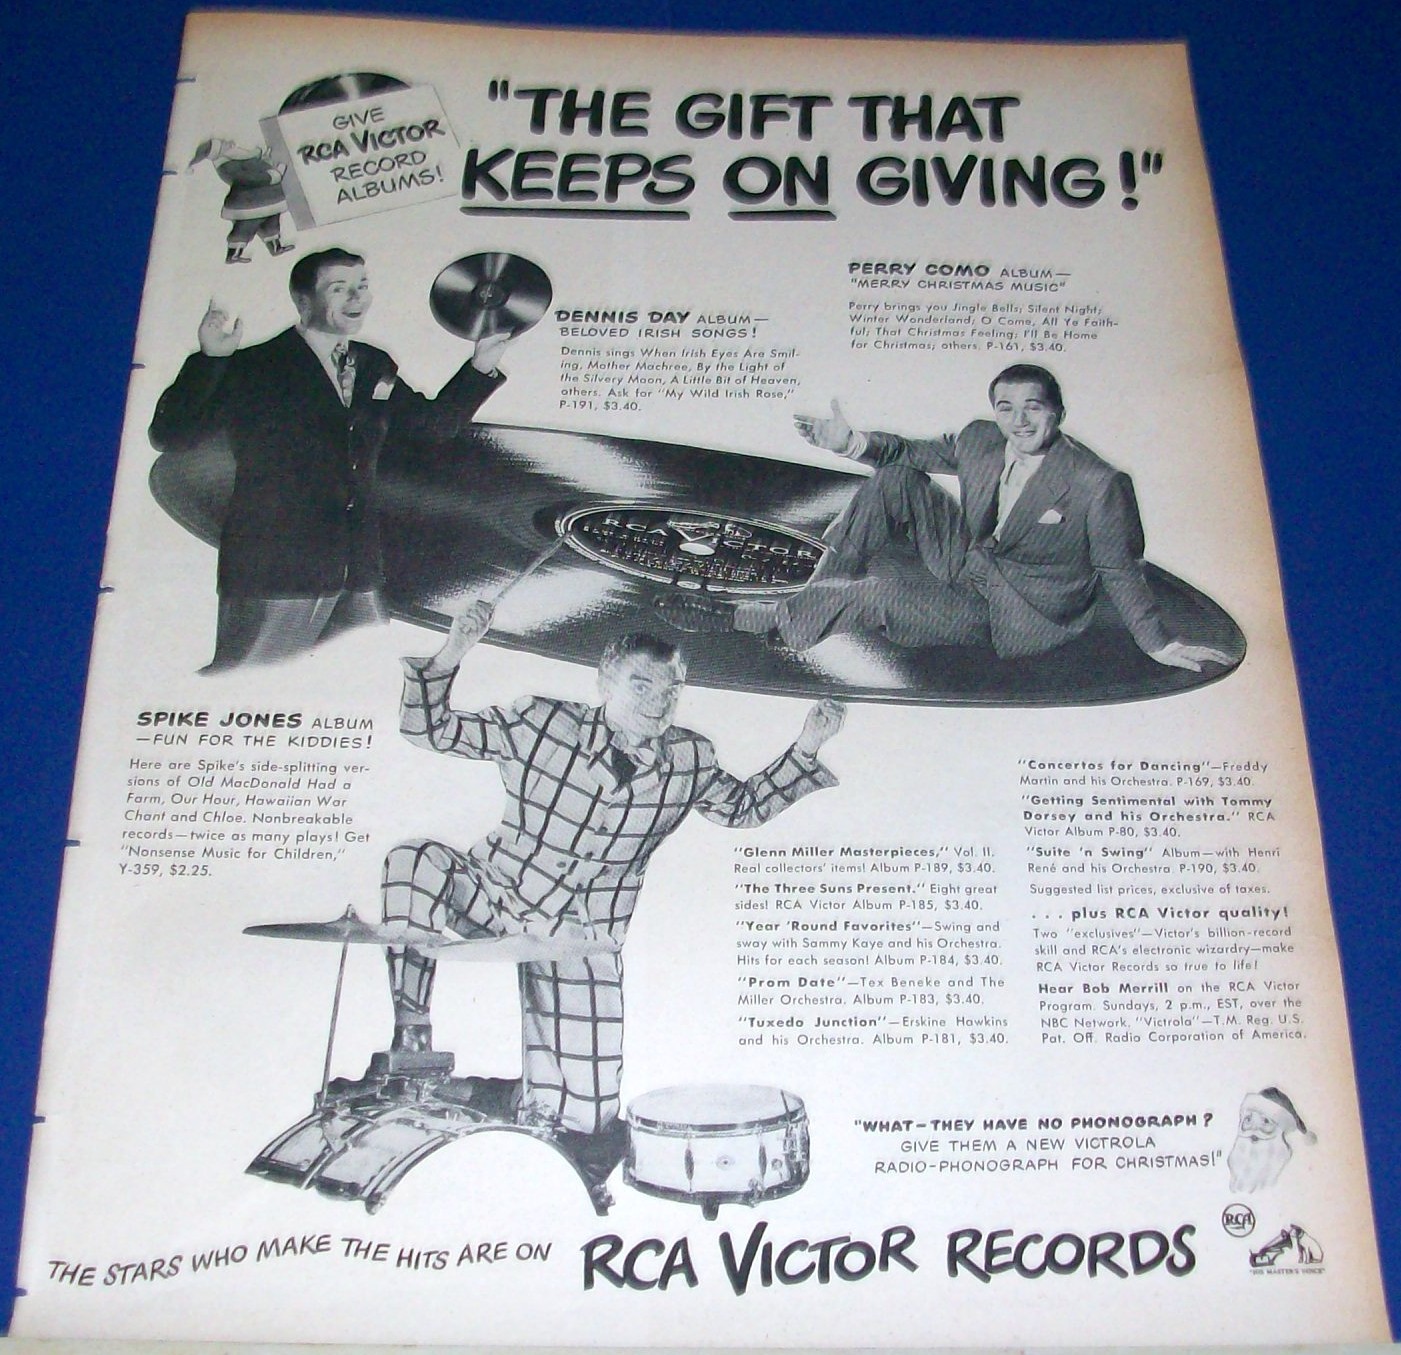 GIVE
RCA VICTOR
RECORD
ALBUMS!
"THE GIFT THAT
KEEPS ON GIVING!"
DENNIS DAY ALBUM—
BELOVED IRISH SONGS!
Dennis sings When Irish Eyes Are Smil-
ing, Mother Machree, By the Light of
the Silvery Moon, A Little Bit of Heaven,
others. Ask for "My Wild Irish Rose,"
P-191, $3.40.
PERRY COMO ALBUM—
"MERRY CHRISTMAS MUSIC"
Perry brings you Jingle Bells; Silent Night;
Winter Wonderland; O Come, All Ye Faith-
ful; That Christmas Feeling; I'll Be Home
for Christmas; others. P-161, $3.40.
RCA VICTOR
SPIKE JONES ALBUM
—FUN FOR THE KIDDIES!
Here are Spike's side-splitting ver-
sions of Old MacDonald Had a
Farm, Our Hour, Hawaiian War
Chant and Chloe. Nonbreakable
records—twice as many plays! Get
"Nonsense Music for Children,"
Y-359, $2.25.
"Glenn Miller Masterpieces," Vol. II.
Real collectors' items! Album P-189, $3.40.
"The Three Suns Present." Eight great
sides! RCA Victor Album P-185, $3.40.
"Year 'Round Favorites"—Swing and
sway with Sammy Kaye and his Orchestra.
Hits for each season! Album P-184, $3.40.
"Prom Date"—Tex Beneke and The
Miller Orchestra. Album P-183, $3.40.
"Tuxedo Junction"—Erskine Hawkins
and his Orchestra. Album P-181, $3.40.
"Concertos for Dancing"—Freddy
Martin and his Orchestra. P-169, $3.40.
"Getting Sentimental with Tommy
Dorsey and his Orchestra." RCA
Victor Album P-80, $3.40.
"Suite 'n Swing" Album—with Henri
René and his Orchestra. P-190, $3.40.
Suggested list prices, exclusive of taxes.
. . . plus RCA Victor quality!
Two "exclusives"—Victor's billion-record
skill and RCA's electronic wizardry—make
RCA Victor Records so true to life!
Hear Bob Merrill on the RCA Victor
Program. Sundays, 2 p.m., EST, over the
NBC Network. "Victrola"—T.M. Reg. U.S.
Pat. Off. Radio Corporation of America.
"WHAT—THEY HAVE NO PHONOGRAPH?
GIVE THEM A NEW VICTROLA
RADIO-PHONOGRAPH FOR CHRISTMAS!"
THE STARS WHO MAKE THE HITS ARE ON RCA VICTOR RECORDS
RCA
"HIS MASTER'S VOICE"